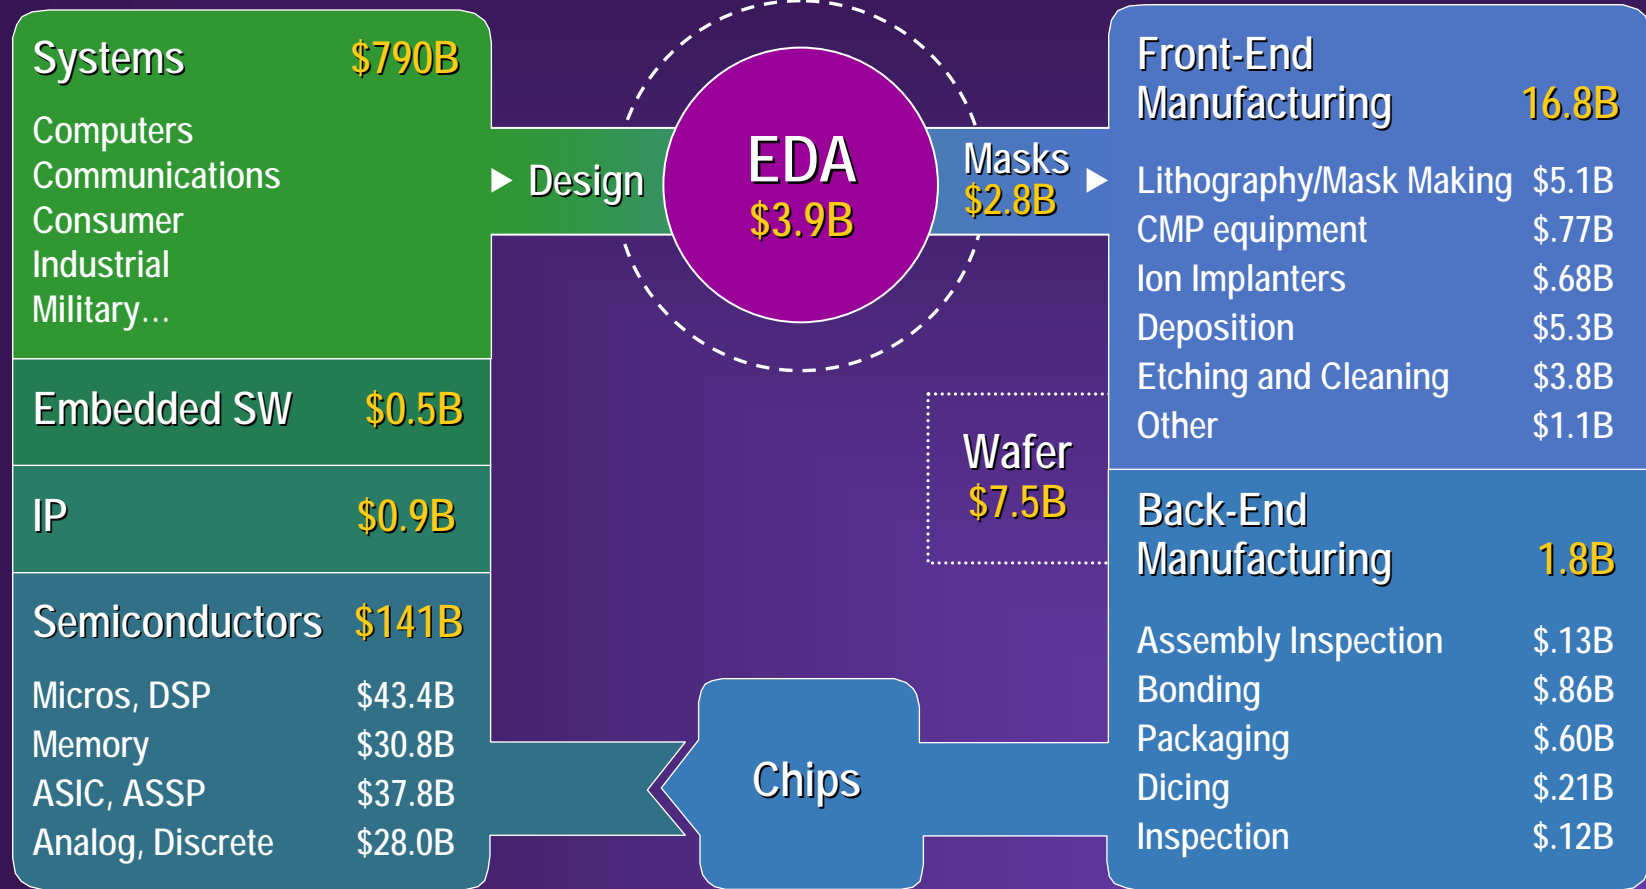 Systems $790B
Computers
Communications
Consumer
Industrial
Military…
Embedded SW $0.5B
IP $0.9B
Semiconductors $141B
Micros, DSP $43.4B
Memory $30.8B
ASIC, ASSP $37.8B
Analog, Discrete $28.0B
Design
EDA
$3.9B
Masks
$2.8B
Wafer
$7.5B
Chips
Front-End
Manufacturing 16.8B
Lithography/Mask Making $5.1B
CMP equipment $.77B
Ion Implanters $.68B
Deposition $5.3B
Etching and Cleaning $3.8B
Other $1.1B
Back-End
Manufacturing 1.8B
Assembly Inspection $.13B
Bonding $.86B
Packaging $.60B
Dicing $.21B
Inspection $.12B